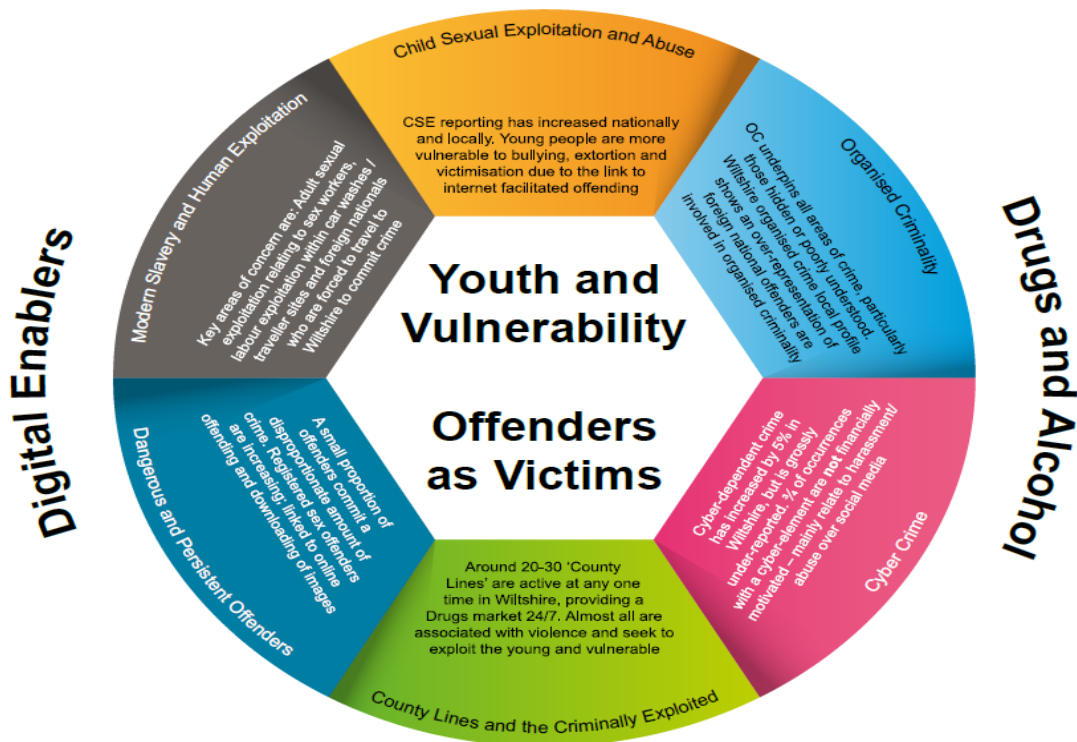 Child Sexual Exploitation and Abuse
CSE reporting has increased nationally
and locally. Young people are more
vulnerable to bullying, extortion and
victimisation due to the link to
internet facilitated offending
Organised Criminality
OC underpins all areas of crime, particularly
those hidden or poorly understood.
Wiltshire organised crime local profile
shows an over-representation of
foreign national offenders are
involved in organised criminality
Cyber Crime
Cyber-dependent crime
has increased by 5% in
Wiltshire, but is grossly
under-reported. ¾ of occurrences
with a cyber-element are not financially
motivated – mainly relate to harassment/
abuse over social media
County Lines and the Criminally Exploited
Around 20-30 ‘County
Lines’ are active at any one
time in Wiltshire, providing a
Drugs market 24/7. Almost all are
associated with violence and seek to
exploit the young and vulnerable
Dangerous and Persistent Offenders
A small proportion of
offenders commit a
disproportionate amount of
crime. Registered sex offenders
are increasing; linked to online
offending and downloading of images
Modern Slavery and Human Exploitation
Key areas of concern are: Adult sexual
exploitation relating to sex workers,
labour exploitation within car washes /
traveller sites and foreign nationals
who are forced to travel to
Wiltshire to commit crime
Youth and
Vulnerability
Offenders
as Victims
Digital Enablers
Drugs and Alcohol